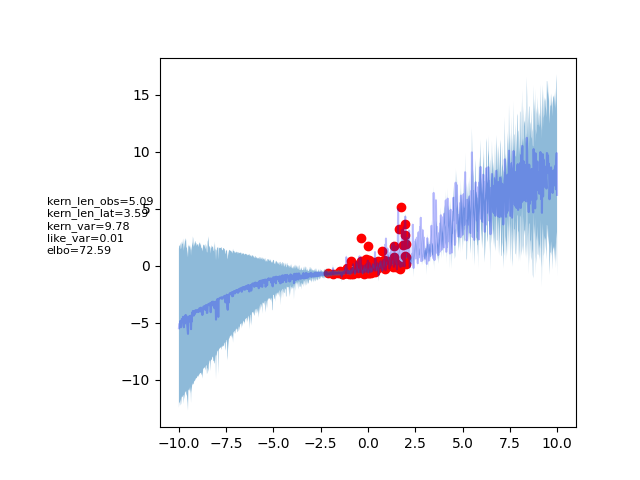 15
10
5
0
−5
−10
kern_len_obs=5.09
kern_len_lat=3.59
kern_var=9.78
like_var=0.01
elbo=72.59
−10.0 −7.5 −5.0 −2.5 0.0 2.5 5.0 7.5 10.0